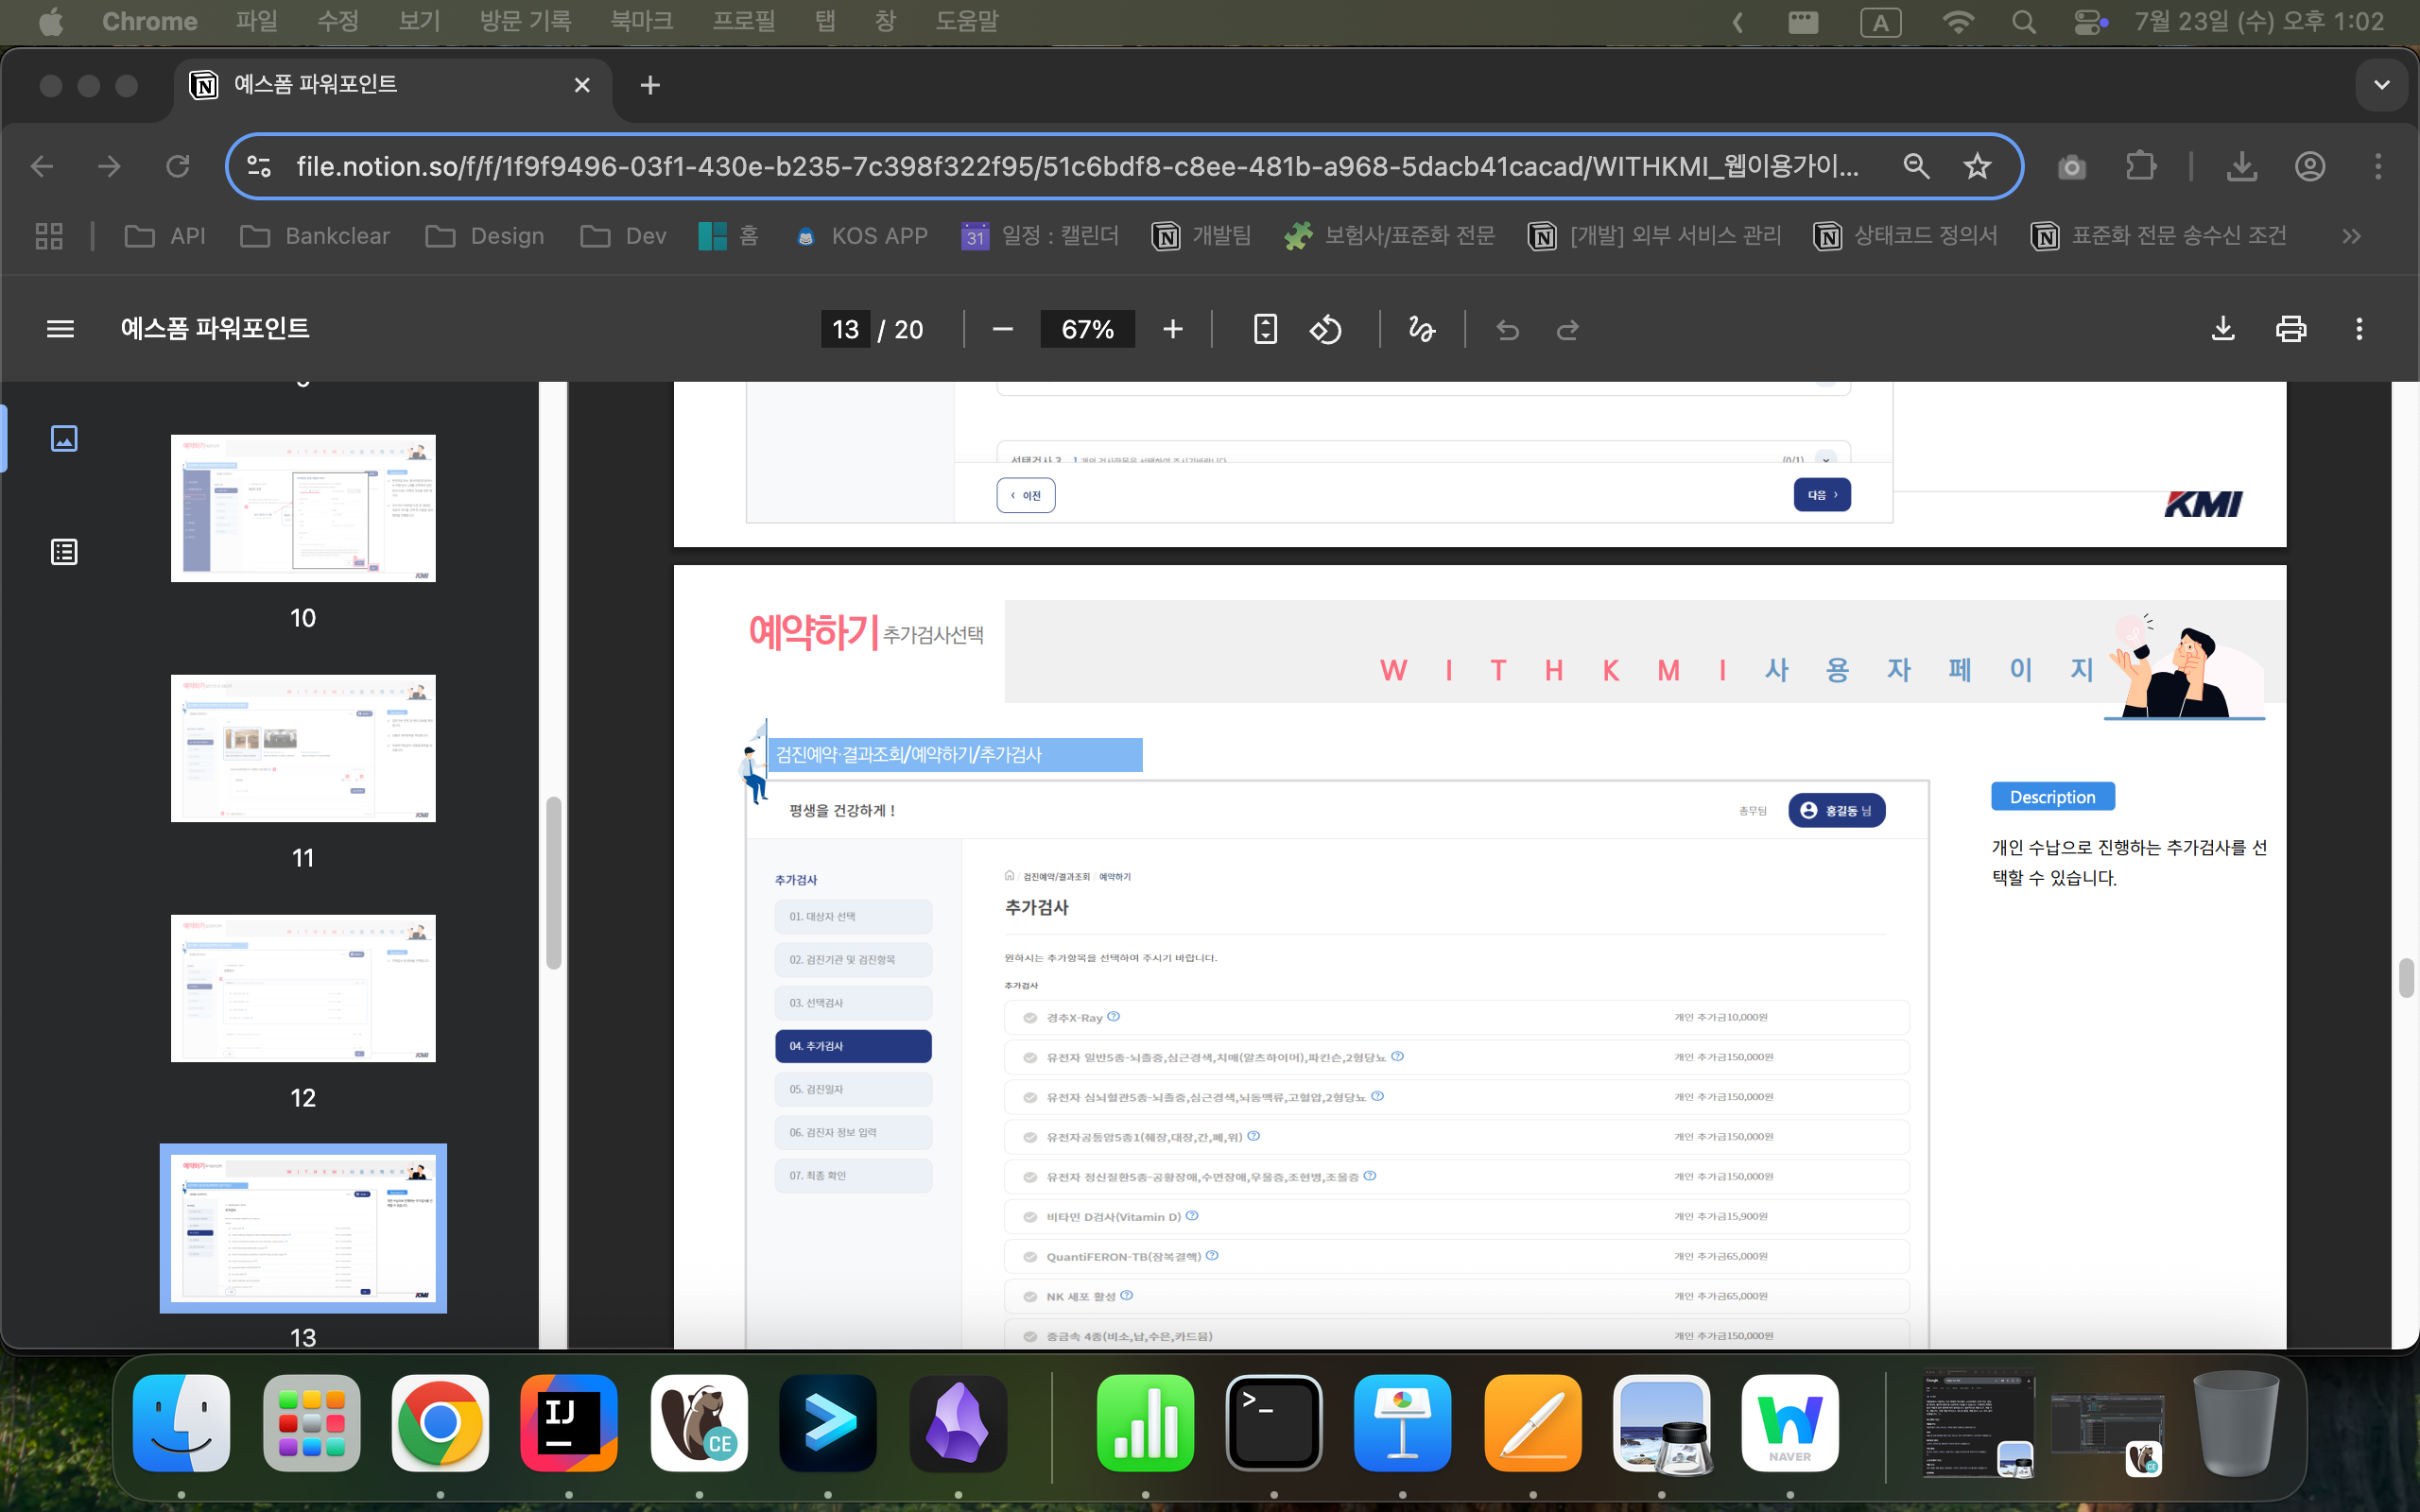 Chrome 파일 수정 보기 방문 기록 북마크 프로필 탭 창 도움말 A 7월 23일 (수) 오후 1:02
예스폼 파워포인트
file.notion.so/f/f/1f9f9496-03f1-430e-b235-7c398f322f95/51c6bdf8-c8ee-481b-a968-5dacb41cacad/WITHKMI_웹이용가이...
API Bankclear Design Dev 홈 KOS APP 31 일정 : 캘린더 개발팀 보험사/표준화 전문 [개발] 외부 서비스 관리 상태코드 정의서 표준화 전문 송수신 조건
예스폼 파워포인트 13 / 20 67%
10
11
12
13
이전 다음
KMI
예약하기 추가검사선택
WITHKMI사용자페이지
검진예약·결과조회/예약하기/추가검사
평생을 건강하게 !
총무팀 홍길동 님
Description
개인 수납으로 진행하는 추가검사를 선
택할 수 있습니다.
추가검사
01. 대상자 선택
02. 검진기관 및 검진항목
03. 선택검사
04. 추가검사
05. 검진일자
06. 검진자 정보 입력
07. 최종 확인
/ 검진예약/결과조회 / 예약하기
추가검사
원하시는 추가항목을 선택하여 주시기 바랍니다.
추가검사
경추X-Ray 개인 추가금10,000원
유전자 일반5종-뇌졸중,심근경색,치매(알츠하이머),파킨슨,2형당뇨 개인 추가금150,000원
유전자 심뇌혈관5종-뇌졸중,심근경색,뇌동맥류,고혈압,2형당뇨 개인 추가금150,000원
유전자공통암5종1(췌장,대장,간,폐,위) 개인 추가금150,000원
유전자 정신질환5종-공황장애,수면장애,우울증,조현병,조울증 개인 추가금150,000원
비타민 D검사(Vitamin D) 개인 추가금15,900원
QuantiFERON-TB(잠복결핵) 개인 추가금65,000원
NK 세포 활성 개인 추가금65,000원
중금속 4종(비소,납,수은,카드뮴) 개인 추가금150,000원
IJ
CE
NAVER